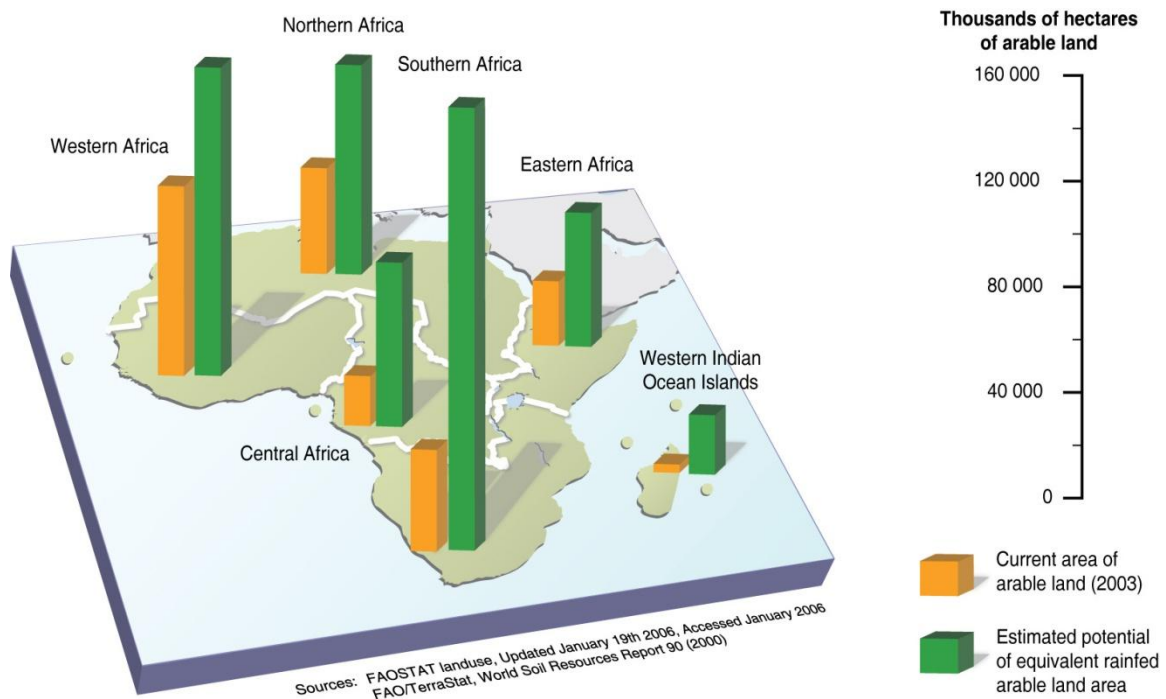 Northern Africa
Southern Africa
Western Africa
Eastern Africa
Western Indian
Ocean Islands
Central Africa
Thousands of hectares
of arable land
160 000
120 000
80 000
40 000
0
Current area of
arable land (2003)
Estimated potential
of equivalent rainfed
arable land area
Sources: FAOSTAT landuse, Updated January 19th 2006, Accessed January 2006
FAO/TerraStat, World Soil Resources Report 90 (2000)